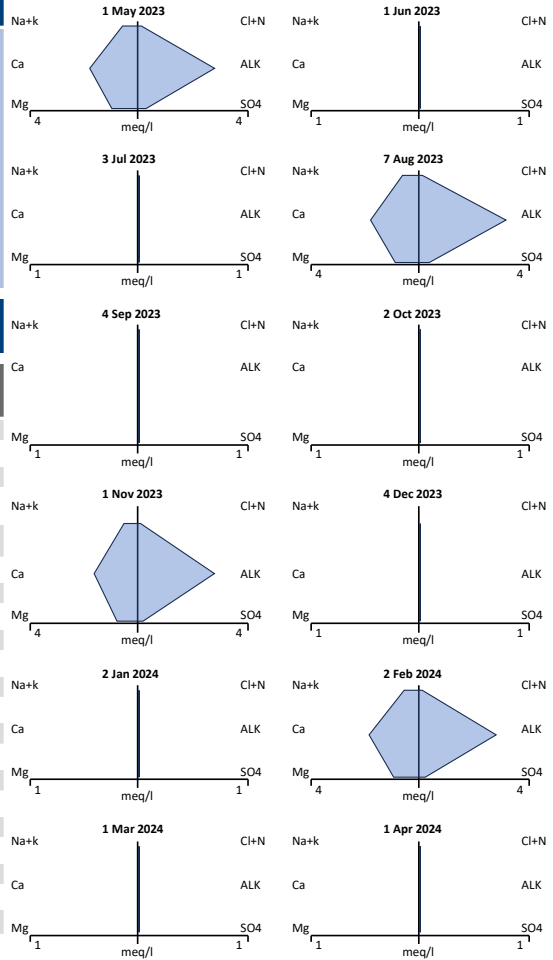 1 May 2023 1 Jun 2023
Na+k Cl+N Na+k Cl+N
Ca ALK Ca ALK
Mg SO4 Mg SO4
4 4 1 1
meq/l meq/l
3 Jul 2023 7 Aug 2023
Na+k Cl+N Na+k Cl+N
Ca ALK Ca ALK
Mg SO4 Mg SO4
1 1 4 4
meq/l meq/l
4 Sep 2023 2 Oct 2023
Na+k Cl+N Na+k Cl+N
Ca ALK Ca ALK
Mg SO4 Mg SO4
1 1 1 1
meq/l meq/l
1 Nov 2023 4 Dec 2023
Na+k Cl+N Na+k Cl+N
Ca ALK Ca ALK
Mg SO4 Mg SO4
4 4 1 1
meq/l meq/l
2 Jan 2024 2 Feb 2024
Na+k Cl+N Na+k Cl+N
Ca ALK Ca ALK
Mg SO4 Mg SO4
1 1 4 4
meq/l meq/l
1 Mar 2024 1 Apr 2024
Na+k Cl+N Na+k Cl+N
Ca ALK Ca ALK
Mg SO4 Mg SO4
1 1 1 1
meq/l meq/l